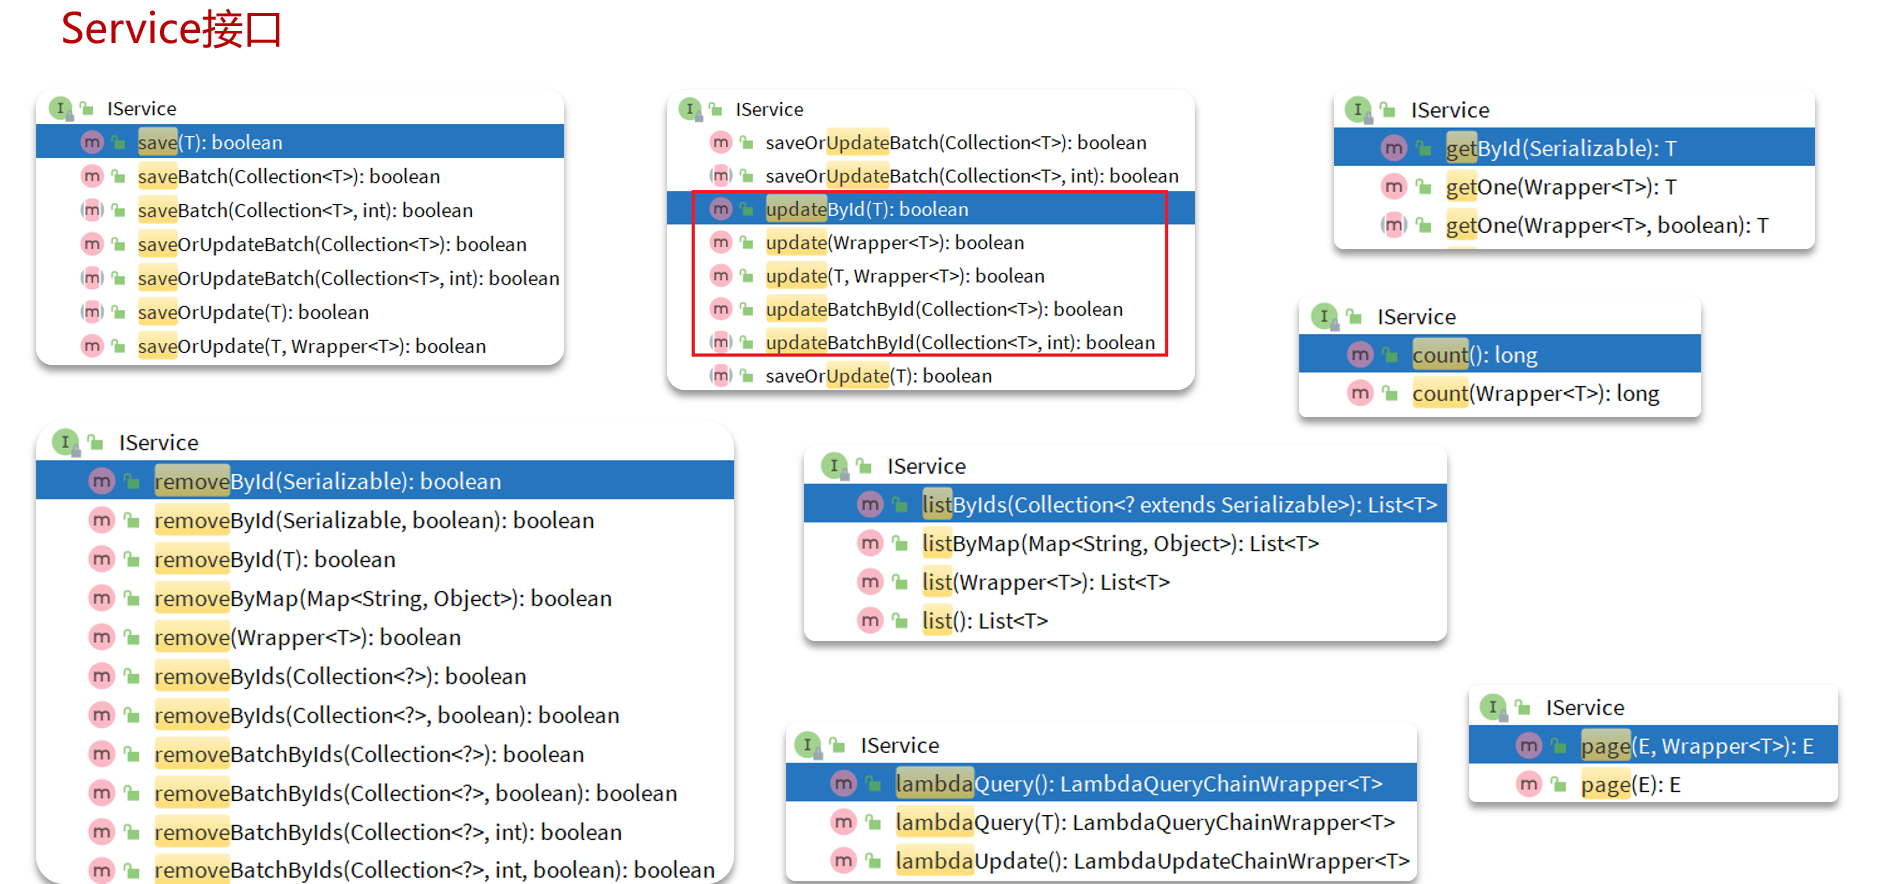 Service接口
IService
save(T): boolean
saveBatch(Collection<T>): boolean
saveBatch(Collection<T>, int): boolean
saveOrUpdateBatch(Collection<T>): boolean
saveOrUpdateBatch(Collection<T>, int): boolean
saveOrUpdate(T): boolean
saveOrUpdate(T, Wrapper<T>): boolean
IService
saveOrUpdateBatch(Collection<T>): boolean
saveOrUpdateBatch(Collection<T>, int): boolean
updateById(T): boolean
update(Wrapper<T>): boolean
update(T, Wrapper<T>): boolean
updateBatchById(Collection<T>): boolean
updateBatchById(Collection<T>, int): boolean
saveOrUpdate(T): boolean
IService
getById(Serializable): T
getOne(Wrapper<T>): T
getOne(Wrapper<T>, boolean): T
IService
count(): long
count(Wrapper<T>): long
IService
removeById(Serializable): boolean
removeById(Serializable, boolean): boolean
removeById(T): boolean
removeByMap(Map<String, Object>): boolean
remove(Wrapper<T>): boolean
removeByIds(Collection<?>): boolean
removeByIds(Collection<?>, boolean): boolean
removeBatchByIds(Collection<?>): boolean
removeBatchByIds(Collection<?>, boolean): boolean
removeBatchByIds(Collection<?>, int): boolean
removeBatchByIds(Collection<?>, int, boolean): boolean
IService
listByIds(Collection<? extends Serializable>): List<T>
listByMap(Map<String, Object>): List<T>
list(Wrapper<T>): List<T>
list(): List<T>
IService
lambdaQuery(): LambdaQueryChainWrapper<T>
lambdaQuery(T): LambdaQueryChainWrapper<T>
lambdaUpdate(): LambdaUpdateChainWrapper<T>
IService
page(E, Wrapper<T>): E
page(E): E